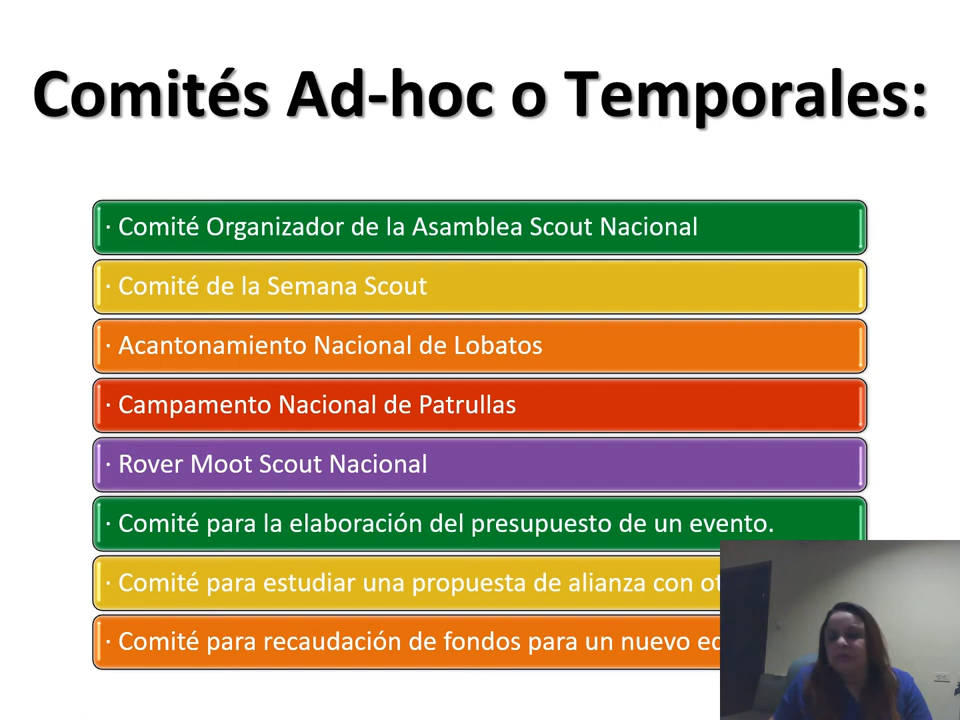 Comités Ad-hoc o Temporales:
· Comité Organizador de la Asamblea Scout Nacional
· Comité de la Semana Scout
· Acantonamiento Nacional de Lobatos
· Campamento Nacional de Patrullas
· Rover Moot Scout Nacional
· Comité para la elaboración del presupuesto de un evento.
· Comité para estudiar una propuesta de alianza con
· Comité para recaudación de fondos para un nuevo